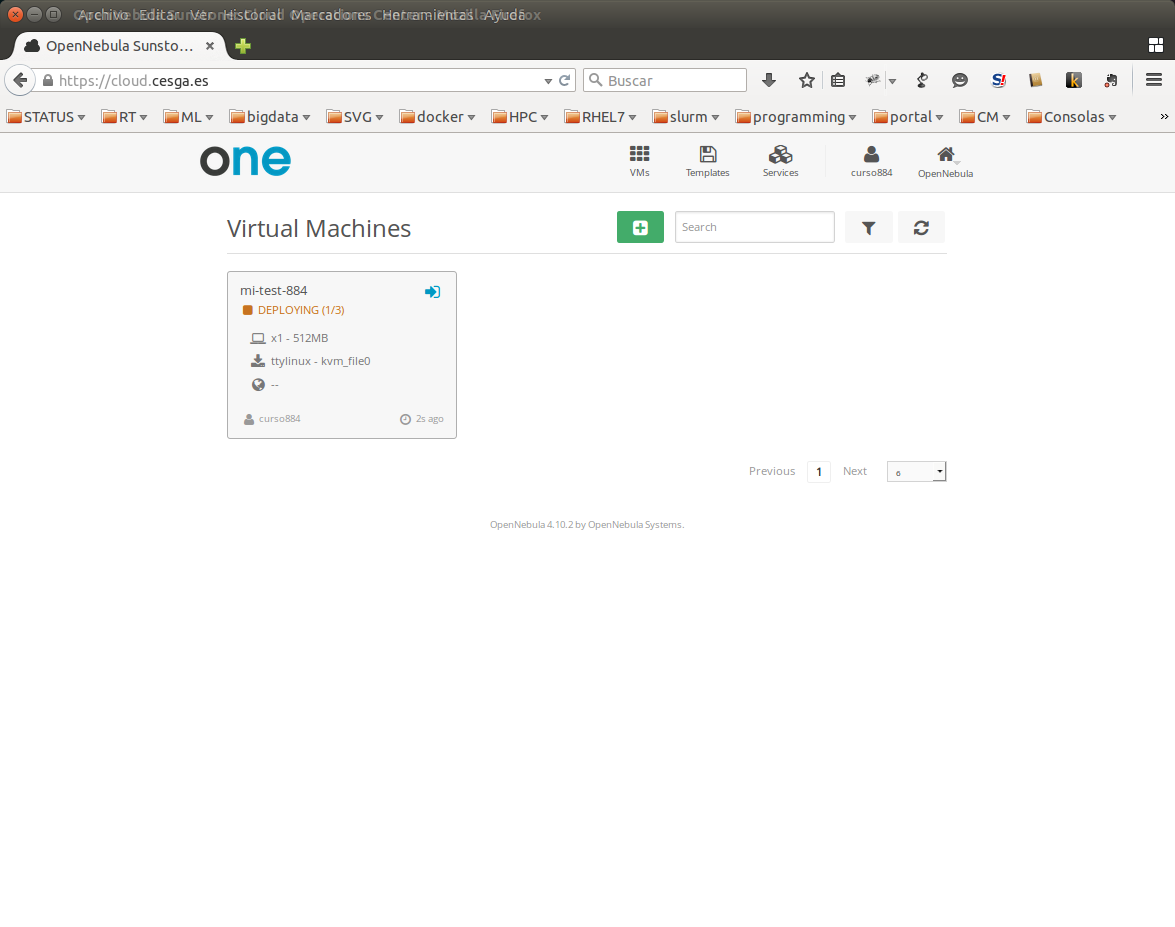 Archivo Editar Ver Historial Marcadores Herramientas Ayuda
OpenNebula Sunsto...
https://cloud.cesga.es
Buscar
STATUS RT ML bigdata SVG docker HPC RHEL7 slurm programming portal CM Consolas »
one
VMs Templates Services curso884 OpenNebula
Virtual Machines
Search
mi-test-884
DEPLOYING (1/3)
x1 - 512MB
ttylinux - kvm_file0
--
curso884 2s ago
Previous 1 Next 6
OpenNebula 4.10.2 by OpenNebula Systems.